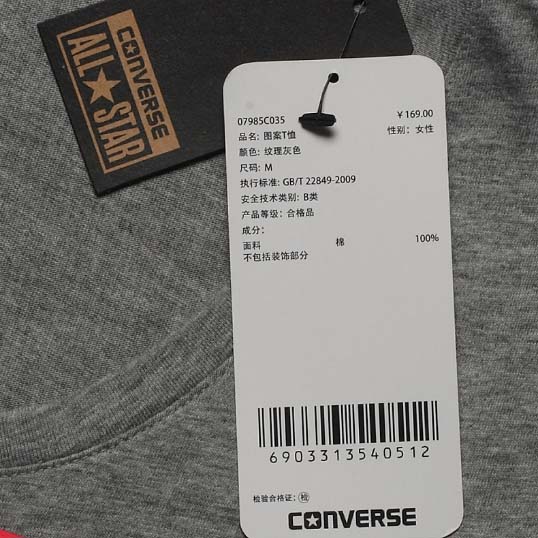 CONVERSE
ALL★STAR
07985C035 ￥169.00
品名: 图案T恤 性别: 女性
颜色: 纹理灰色
尺码: M
执行标准: GB/T 22849-2009
安全技术类别: B类
产品等级: 合格品
成分:
面料 棉 100%
不包括装饰部分
6903313540512
检验合格证: 检
CONVERSE